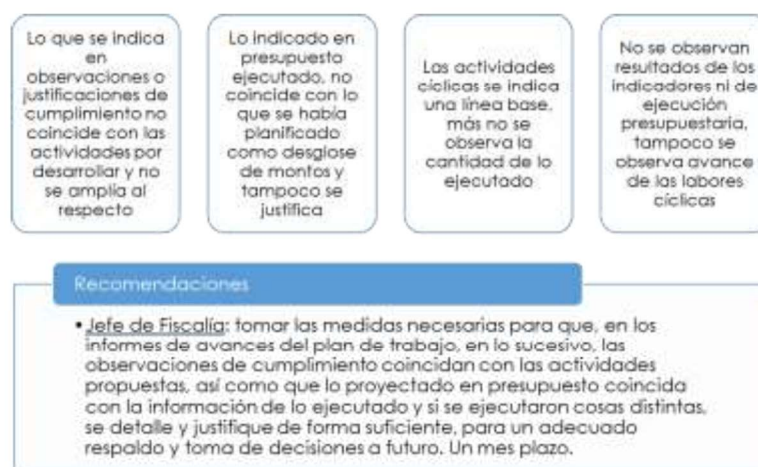 Lo que se indica
en
observaciones o
justificaciones de
cumplimiento no
coincide con las
actividades por
desarrollar y no
se amplía al
respecto
Lo indicado en
presupuesto
ejecutado, no
coincide con lo
que se había
planificado
como desglose
de montos y
tampoco se
justifica
Las actividades
cíclicas se indica
una línea base,
más no se
observa la
cantidad de lo
ejecutado
No se observan
resultados de los
indicadores ni de
ejecución
presupuestaria,
tampoco se
observa avance
de las labores
cíclicas
Recomendaciones
• Jefe de Fiscalía: tomar las medidas necesarias para que, en los
informes de avances del plan de trabajo, en lo sucesivo, las
observaciones de cumplimiento coincidan con las actividades
propuestas, así como que lo proyectado en presupuesto coincida
con la información de lo ejecutado y si se ejecutaron cosas distintas,
se detalle y justifique de forma suficiente, para un adecuado
respaldo y toma de decisiones a futuro. Un mes plazo.